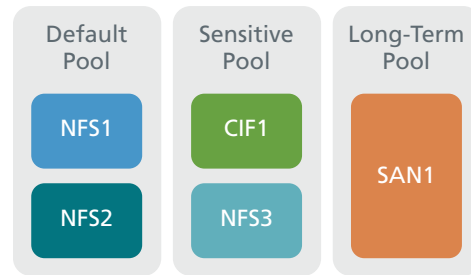 Default
Pool
NFS1
NFS2
Sensitive
Pool
CIF1
NFS3
Long-Term
Pool
SAN1